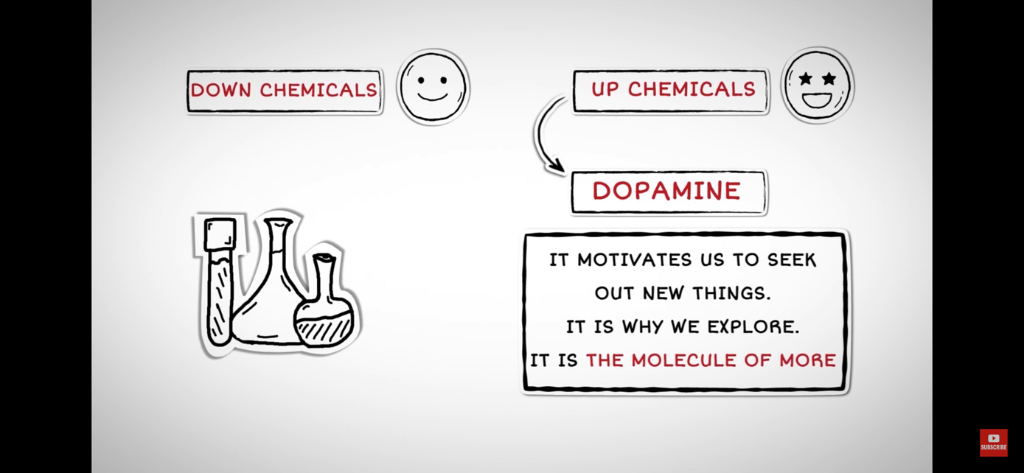 DOWN CHEMICALS
UP CHEMICALS
DOPAMINE
IT MOTIVATES US TO SEEK
OUT NEW THINGS.
IT IS WHY WE EXPLORE.
IT IS THE MOLECULE OF MORE
SUBSCRIBE